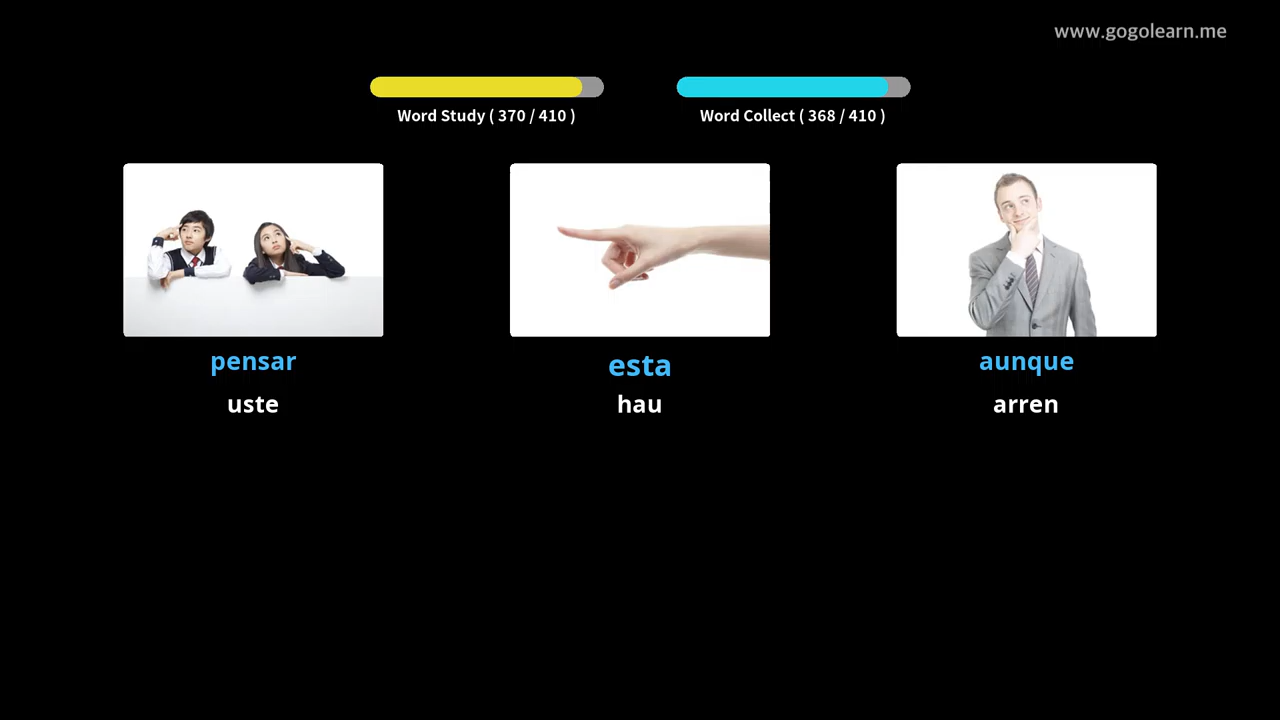 www.gogolearn.me
Word Study ( 370 / 410 )
Word Collect ( 368 / 410 )
pensar
esta
aunque
uste
hau
arren